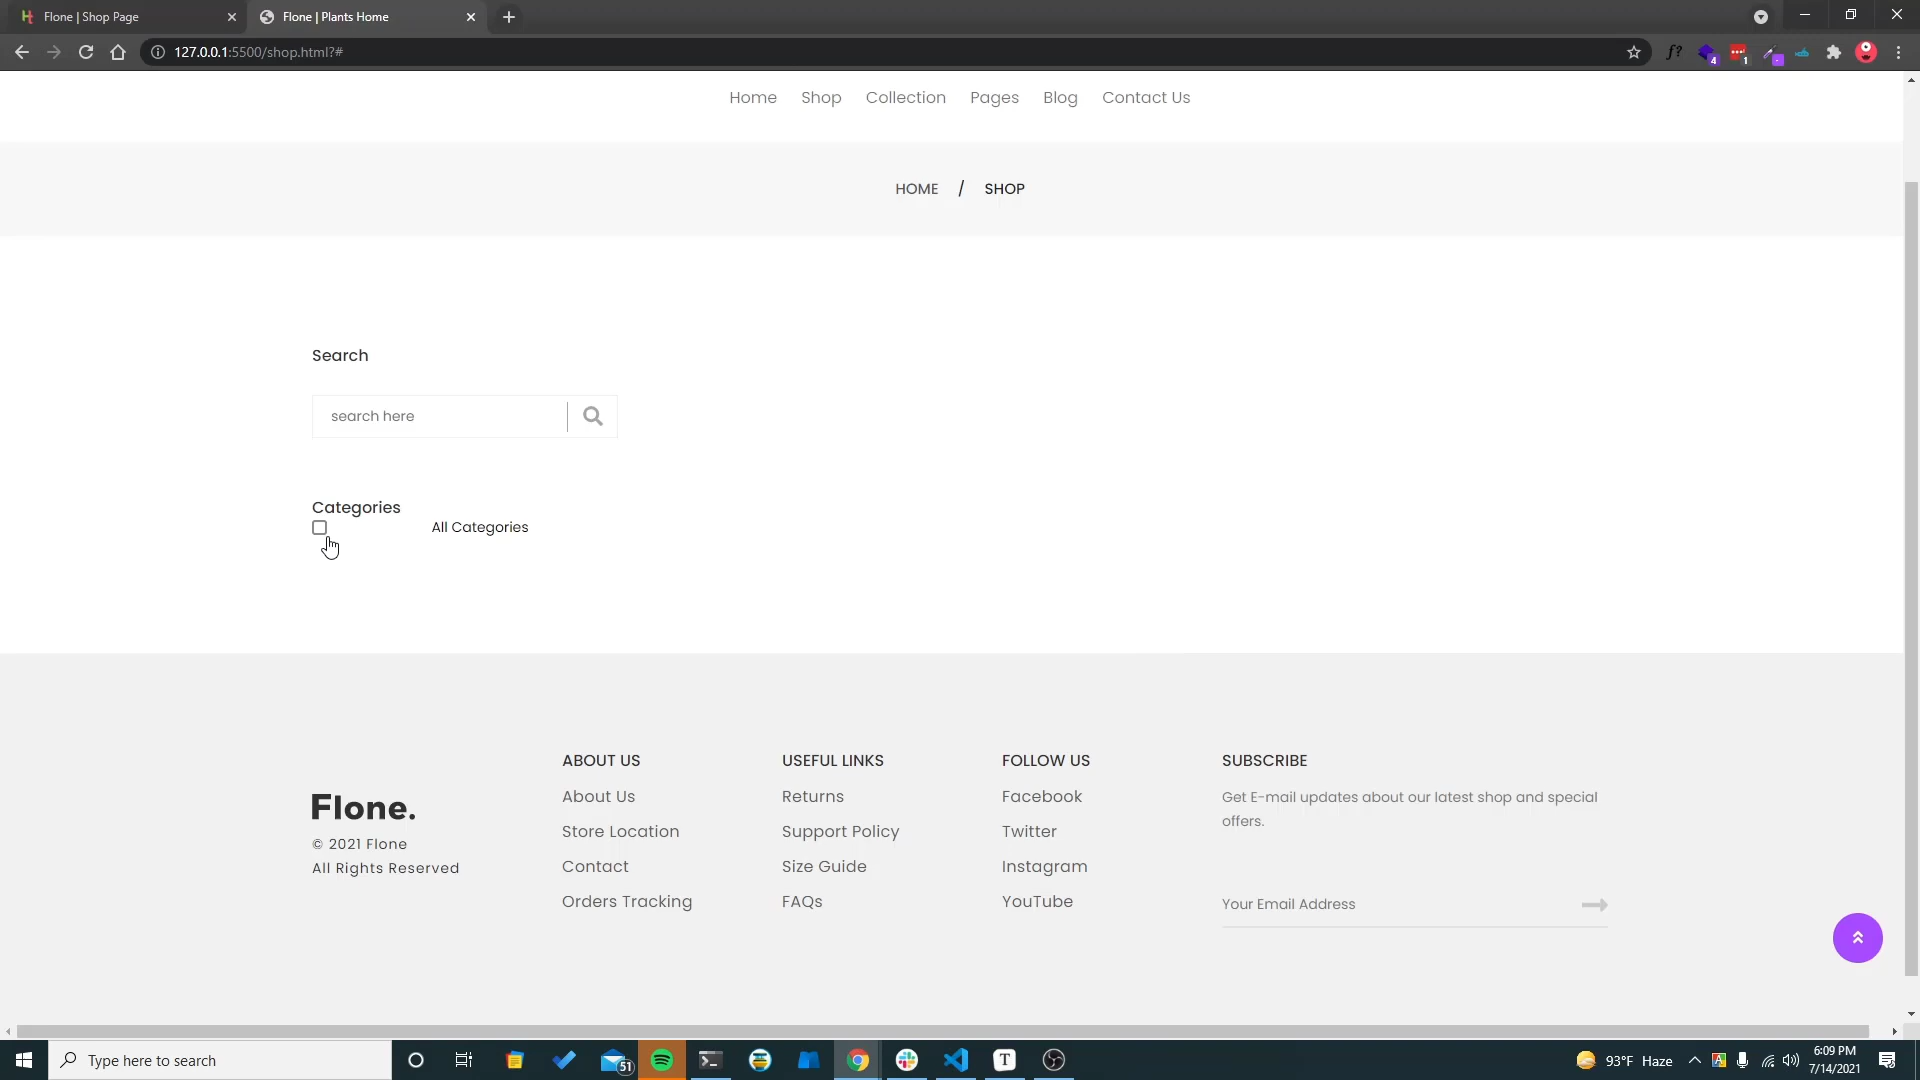 Flone | Shop Page
Flone | Plants Home
127.0.0.1:5500/shop.html?#
f?
4
1
Home Shop Collection Pages Blog Contact Us
HOME / SHOP
Search
search here
Categories
All Categories
Flone.
© 2021 Flone
All Rights Reserved
ABOUT US
About Us
Store Location
Contact
Orders Tracking
USEFUL LINKS
Returns
Support Policy
Size Guide
FAQs
FOLLOW US
Facebook
Twitter
Instagram
YouTube
SUBSCRIBE
Get E-mail updates about our latest shop and special
offers.
Your Email Address
Type here to search
51
T
93°F Haze
A
6:09 PM
7/14/2021